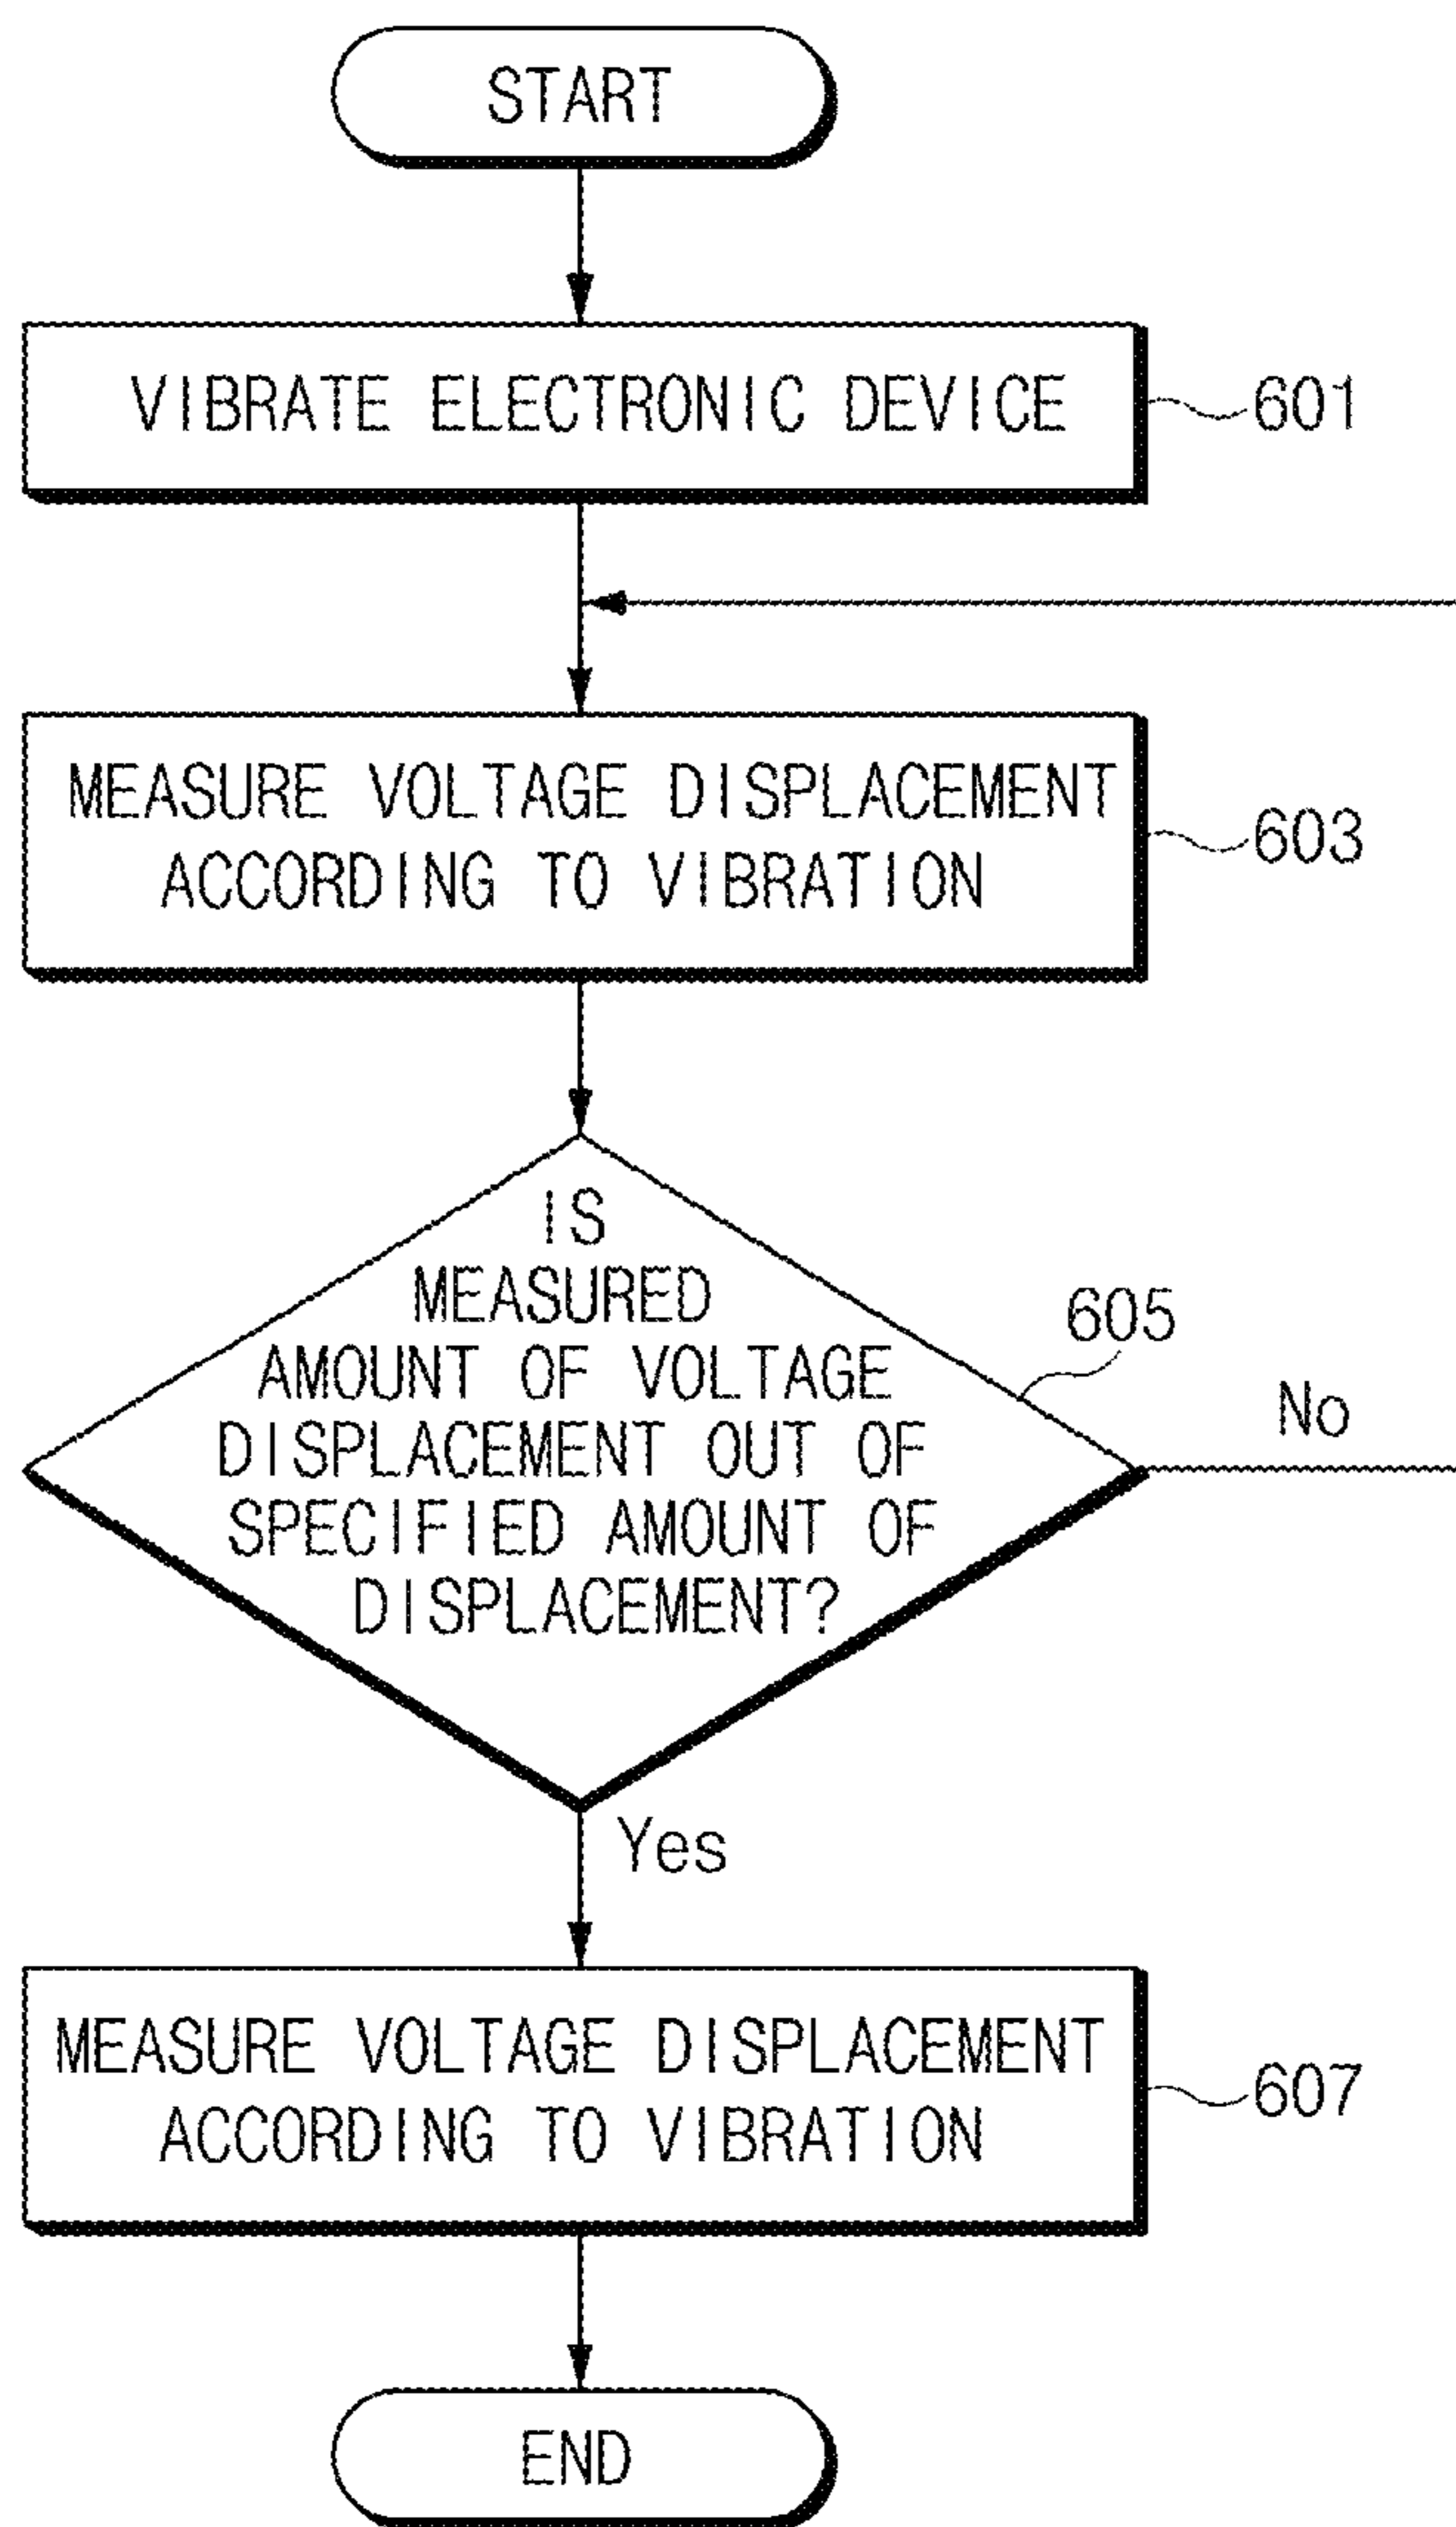 START
VIBRATE ELECTRONIC DEVICE
601
MEASURE VOLTAGE DISPLACEMENT
ACCORDING TO VIBRATION
603
IS
MEASURED
AMOUNT OF VOLTAGE
DISPLACEMENT OUT OF
SPECIFIED AMOUNT OF
DISPLACEMENT?
605
No
Yes
MEASURE VOLTAGE DISPLACEMENT
ACCORDING TO VIBRATION
607
END